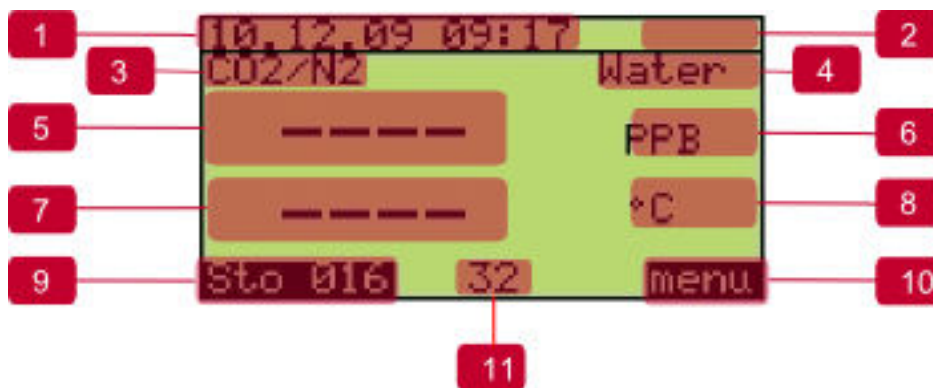 1 10.12.09 09:17 2
3 CO2/N2 Water 4
5 ---- PPB 6
7 ---- °C 8
9 Sto 016 32 menu 10
11